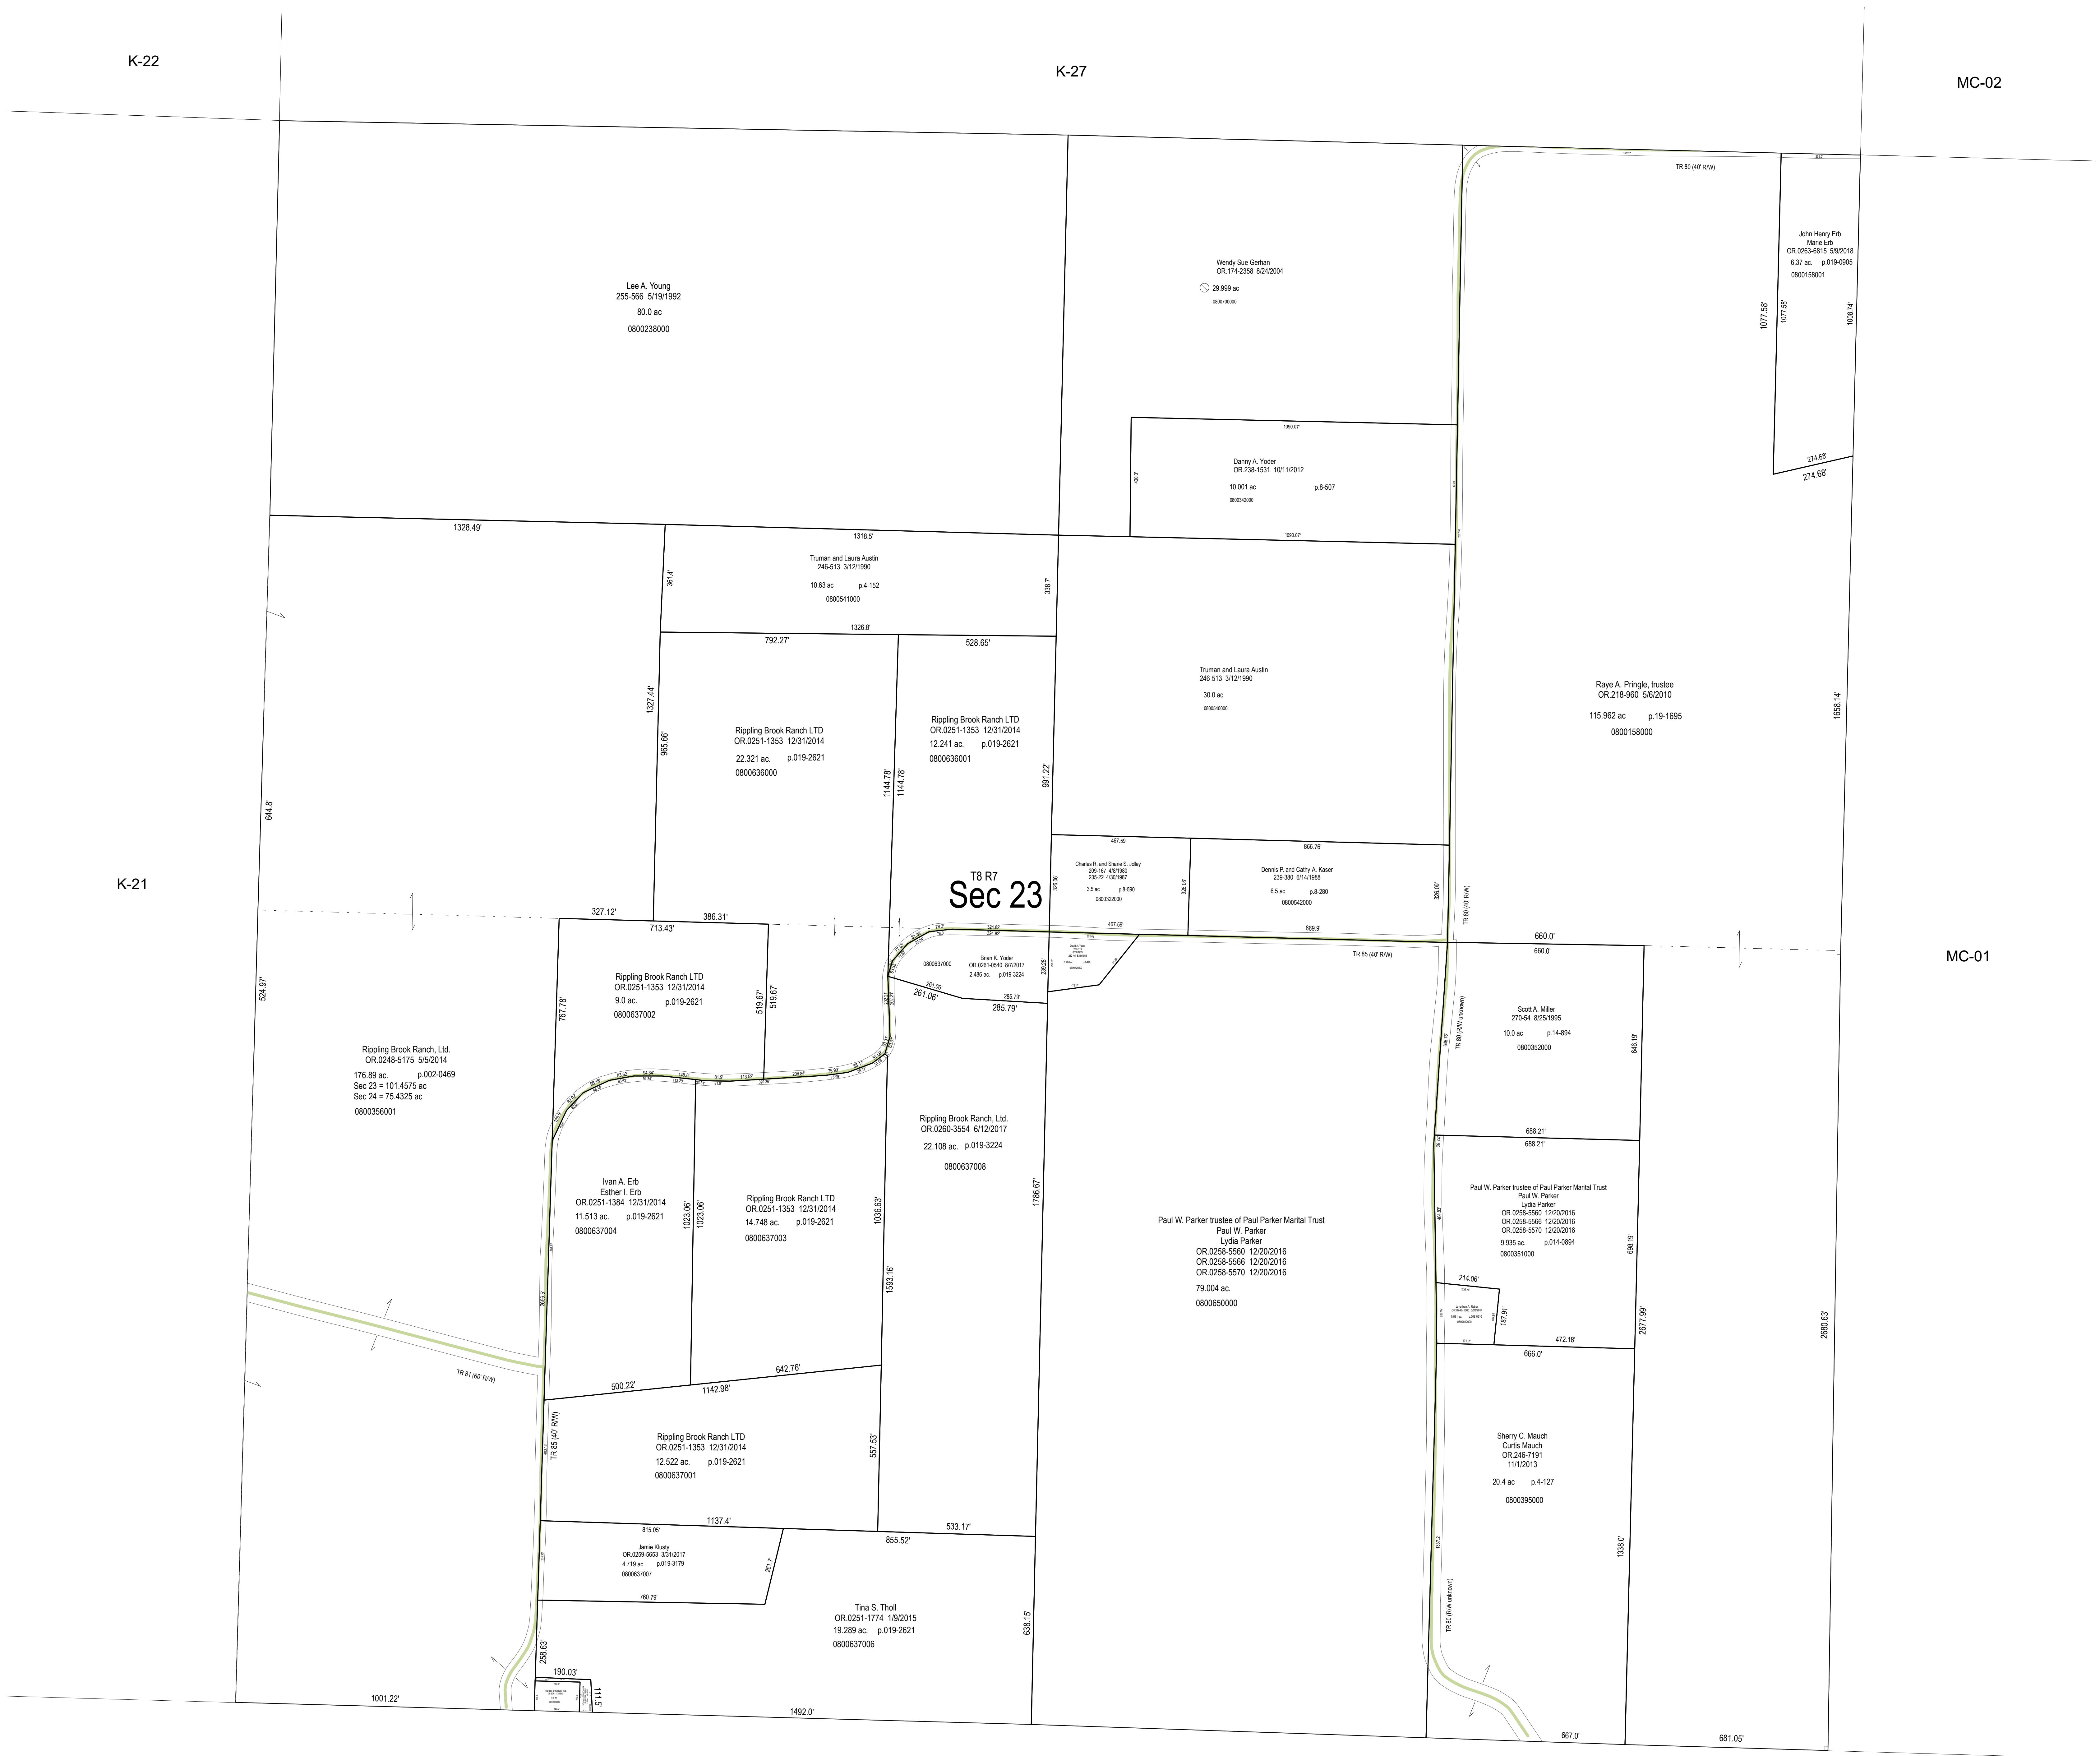 K-22
K-27
MC-02
TR 80 (40' R/W)
John Henry Erb
Marie Erb
OR.0263-6815 5/9/2018
6.37 ac. p.019-0905
0800158001
1077.58'
1077.58'
1008.74'
274.68'
274.68'
Lee A. Young
255-566 5/19/1992
80.0 ac
0800238000
Wendy Sue Gerhan
OR.174-2358 8/24/2004
29.999 ac
0800700000
1090.01'
400.0'
Danny A. Yoder
OR.238-1531 10/11/2012
10.001 ac p.8-507
0800342000
1090.07'
1328.49'
1318.5'
361.4'
Truman and Laura Austin
246-513 3/12/1990
10.63 ac p.4-152
0800541000
338.7'
1326.8'
792.27'
528.65'
Truman and Laura Austin
246-513 3/12/1990
30.0 ac
0800540000
Raye A. Pringle, trustee
OR.218-960 5/6/2010
115.962 ac p.19-1695
0800158000
1658.14'
1327.44'
965.66'
Rippling Brook Ranch LTD
OR.0251-1353 12/31/2014
22.321 ac. p.019-2621
0800636000
1144.78'
1144.78'
Rippling Brook Ranch LTD
OR.0251-1353 12/31/2014
12.241 ac. p.019-2621
0800636001
991.22'
644.8'
467.59'
866.76'
Charles R. and Sharie S. Jolley
209-167 4/8/1980
235-22 4/30/1987
3.5 ac p.8-590
0800322000
326.06'
326.06'
Dennis P. and Cathy A. Kaser
239-380 6/14/1988
6.5 ac p.8-280
0800542000
326.09'
TR 80 (40' R/W)
T8 R7
Sec 23
K-21
327.12'
386.31'
713.43'
324.82'
324.82'
467.59'
869.9'
TR 85 (40' R/W)
660.0'
660.0'
MC-01
0800637000
Brian K. Yoder
OR.0261-0540 8/7/2017
2.486 ac. p.019-3224
239.28'
261.06'
261.06'
285.79'
285.79'
524.97'
767.78'
Rippling Brook Ranch LTD
OR.0251-1353 12/31/2014
9.0 ac. p.019-2621
0800637002
519.67'
519.67'
Scott A. Miller
270-54 8/25/1995
10.0 ac p.14-894
0800352000
646.19'
TR 80 (R/W unknown)
Rippling Brook Ranch, Ltd.
OR.0248-5175 5/5/2014
176.89 ac. p.002-0469
Sec 23 = 101.4575 ac
Sec 24 = 75.4325 ac
0800356001
688.21'
688.21'
Rippling Brook Ranch, Ltd.
OR.0260-3554 6/12/2017
22.108 ac. p.019-3224
0800637008
1786.67'
Ivan A. Erb
Esther I. Erb
OR.0251-1384 12/31/2014
11.513 ac. p.019-2621
0800637004
1023.06'
1023.06'
Rippling Brook Ranch LTD
OR.0251-1353 12/31/2014
14.748 ac. p.019-2621
0800637003
1036.63'
1593.16'
Paul W. Parker trustee of Paul Parker Marital Trust
Paul W. Parker
Lydia Parker
OR.0258-5560 12/20/2016
OR.0258-5566 12/20/2016
OR.0258-5570 12/20/2016
79.004 ac.
0800650000
Paul W. Parker trustee of Paul Parker Marital Trust
Paul W. Parker
Lydia Parker
OR.0258-5560 12/20/2016
OR.0258-5566 12/20/2016
OR.0258-5570 12/20/2016
9.935 ac. p.014-0894
0800351000
698.19'
214.06'
187.91'
472.18'
666.0'
2677.99'
2680.63'
2656.5'
TR 81 (60' R/W)
500.22'
642.76'
1142.98'
TR 85 (40' R/W)
Rippling Brook Ranch LTD
OR.0251-1353 12/31/2014
12.522 ac. p.019-2621
0800637001
557.53'
Sherry C. Mauch
Curtis Mauch
OR.246-7191
11/1/2013
20.4 ac p.4-127
0800395000
1338.0'
1337.2'
1137.4'
815.05'
855.52'
533.17'
Jamie Klusty
OR.0259-5653 3/31/2017
4.719 ac. p.019-3179
0800637007
261.7'
760.79'
Tina S. Tholl
OR.0251-1774 1/9/2015
19.289 ac. p.019-2621
0800637006
638.15'
TR 80 (R/W unknown)
258.63'
190.03'
111.5'
1001.22'
1492.0'
667.0'
681.05'